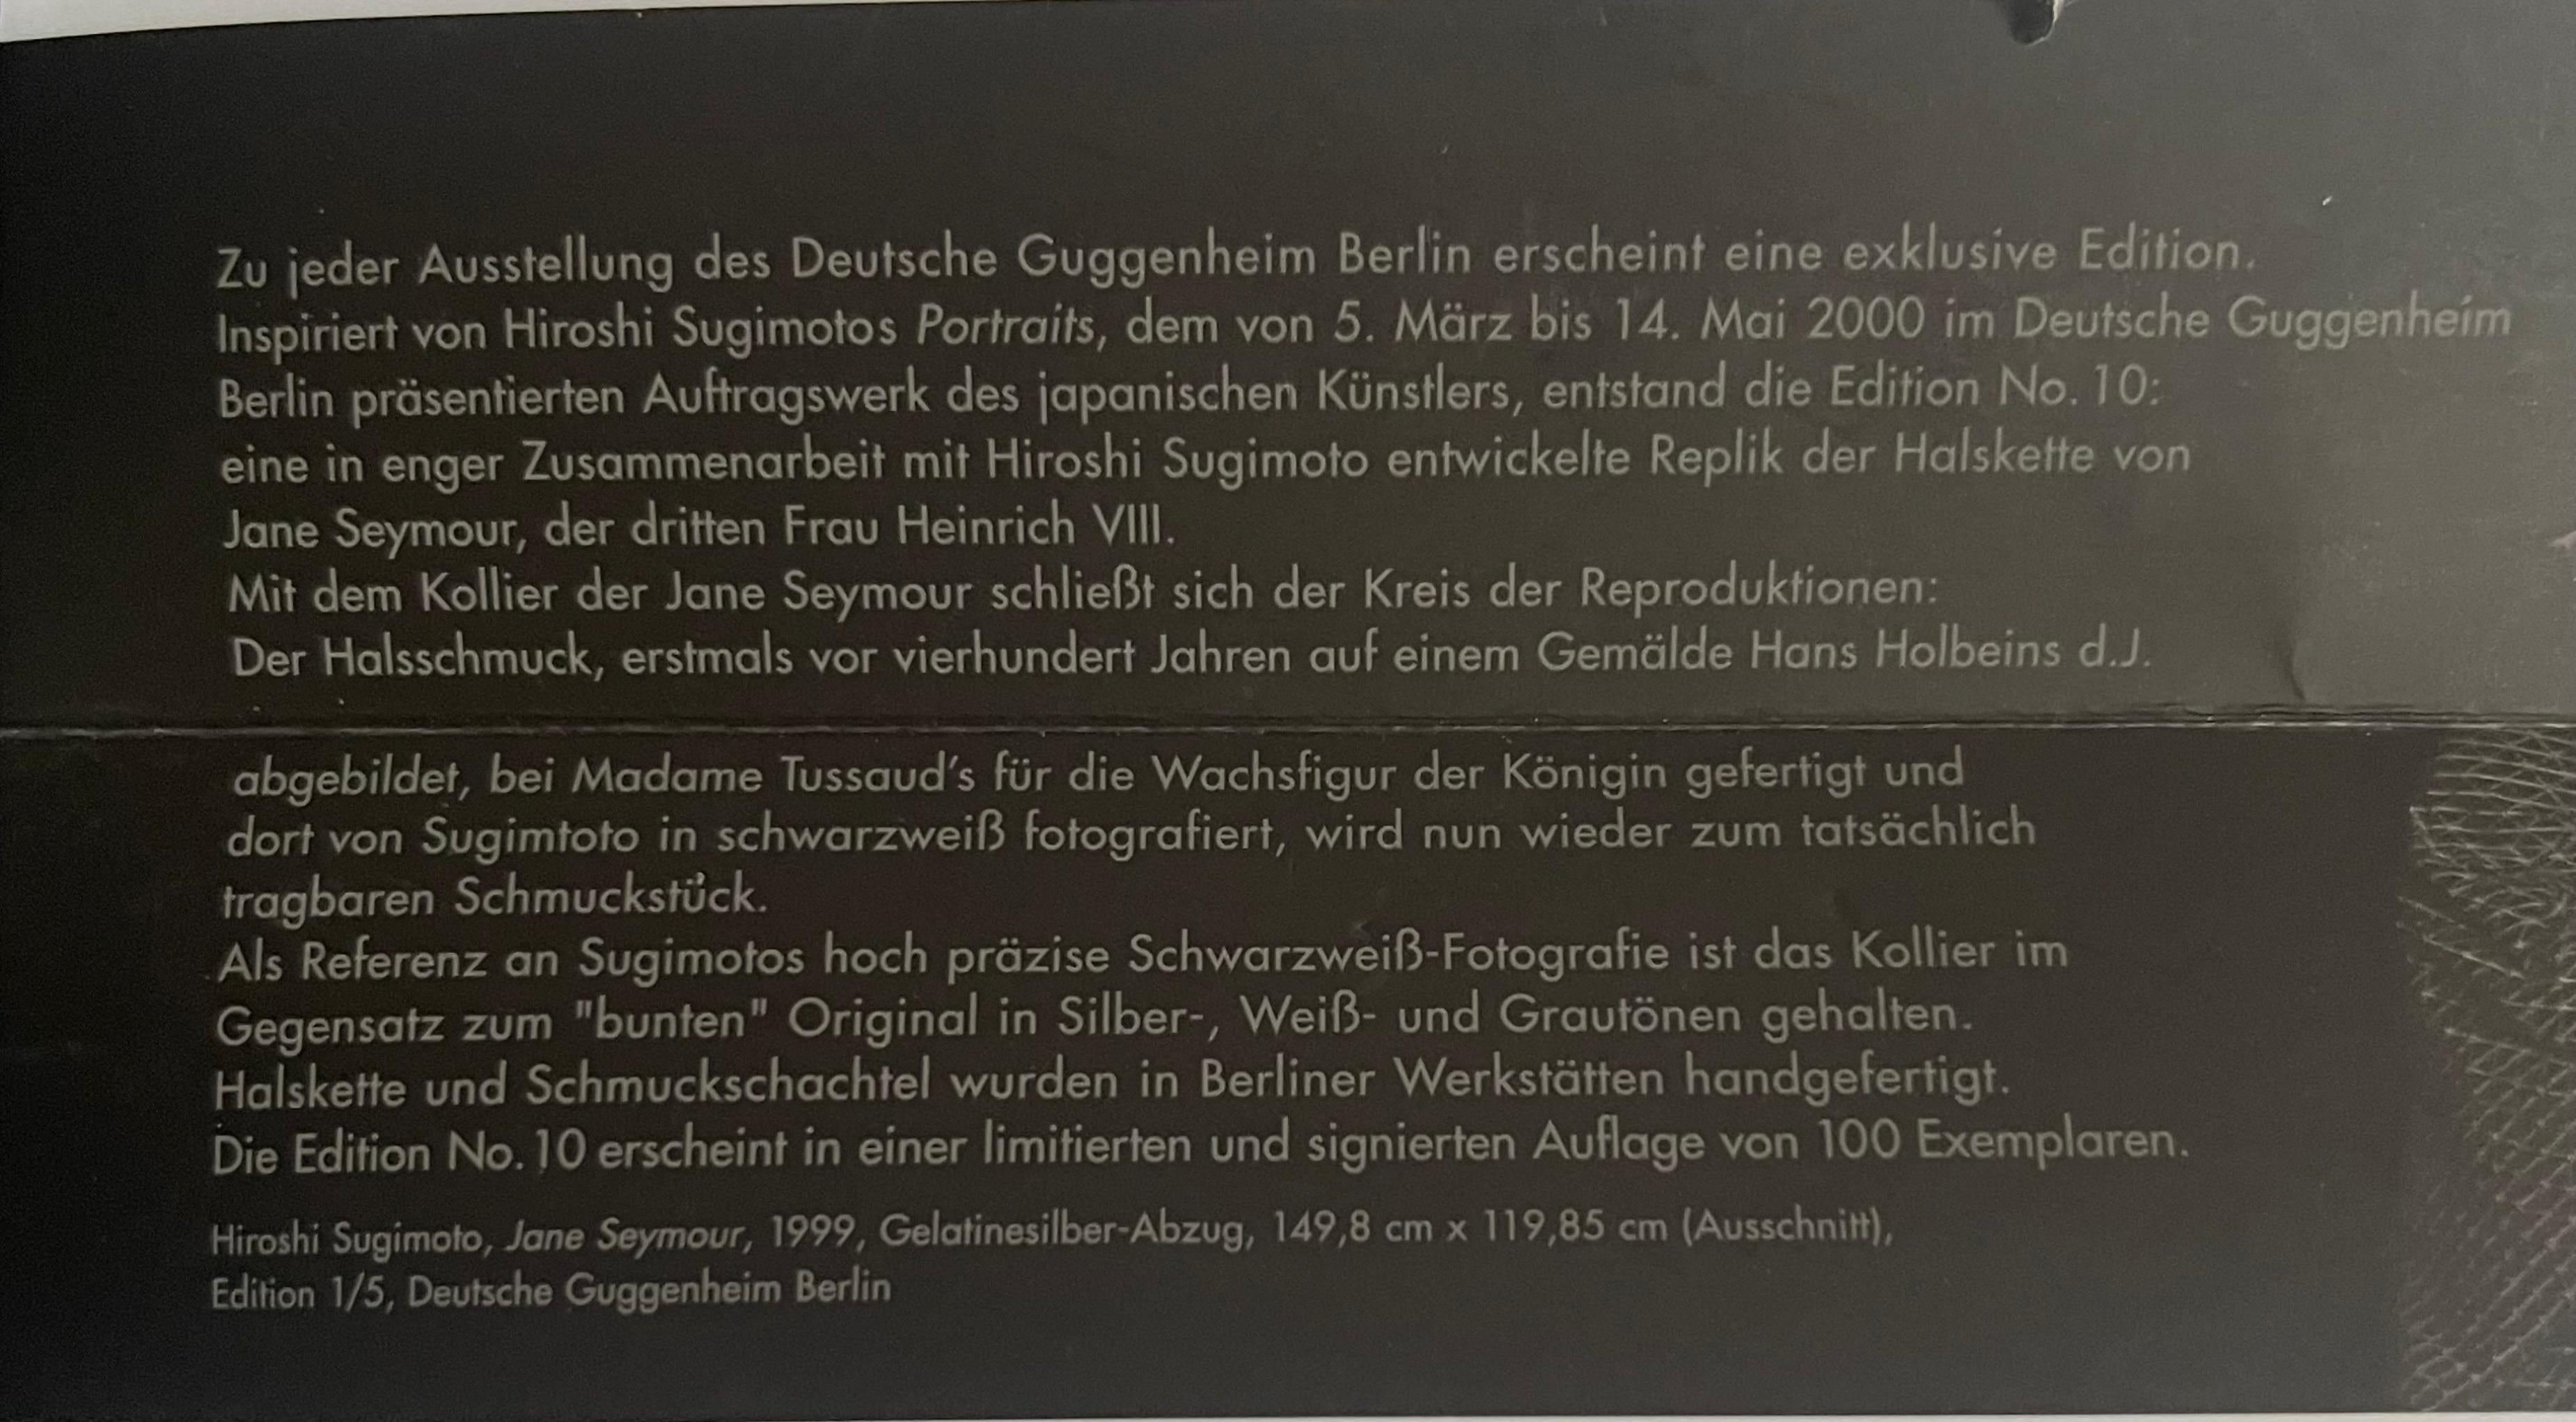 Zu jeder Ausstellung des Deutsche Guggenheim Berlin erscheint eine exklusive Edition.
Inspiriert von Hiroshi Sugimotos Portraits, dem von 5. März bis 14. Mai 2000 im Deutsche Guggenheim
Berlin präsentierten Auftragswerk des japanischen Künstlers, entstand die Edition No. 10:
eine in enger Zusammenarbeit mit Hiroshi Sugimoto entwickelte Replik der Halskette von
Jane Seymour, der dritten Frau Heinrich VIII.
Mit dem Kollier der Jane Seymour schließt sich der Kreis der Reproduktionen:
Der Halsschmuck, erstmals vor vierhundert Jahren auf einem Gemälde Hans Holbeins d.J.
abgebildet, bei Madame Tussaud's für die Wachsfigur der Königin gefertigt und
dort von Sugimtoto in schwarzweiß fotografiert, wird nun wieder zum tatsächlich
tragbaren Schmuckstück.
Als Referenz an Sugimotos hoch präzise Schwarzweiß-Fotografie ist das Kollier im
Gegensatz zum "bunten" Original in Silber-, Weiß- und Grautönen gehalten.
Halskette und Schmuckschachtel wurden in Berliner Werkstätten handgefertigt.
Die Edition No. 10 erscheint in einer limitierten und signierten Auflage von 100 Exemplaren.
Hiroshi Sugimoto, Jane Seymour, 1999, Gelatinesilber-Abzug, 149,8 cm x 119,85 cm (Ausschnitt),
Edition 1/5, Deutsche Guggenheim Berlin